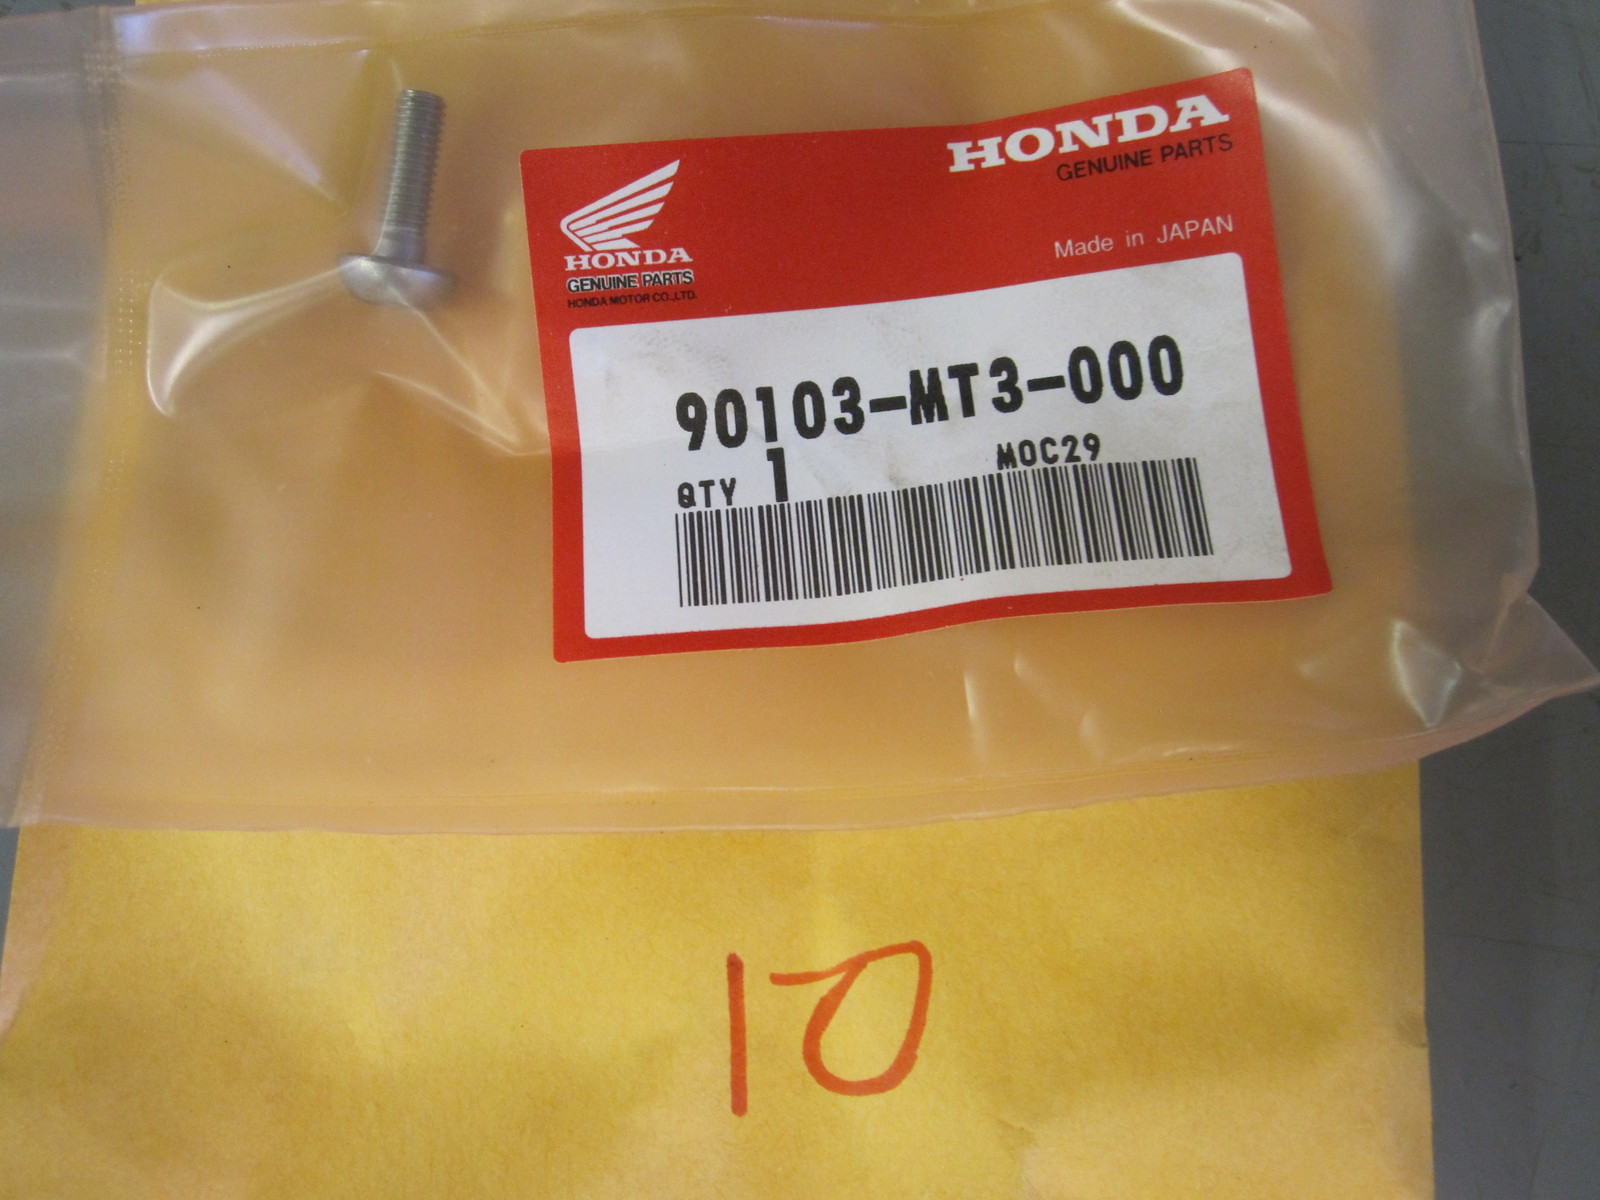 HONDA
GENUINE PARTS
Made in JAPAN
HONDA
GENUINE PARTS
HONDA MOTOR CO.,LTD.
90103-MT3-000
QTY 1 MOC29
10